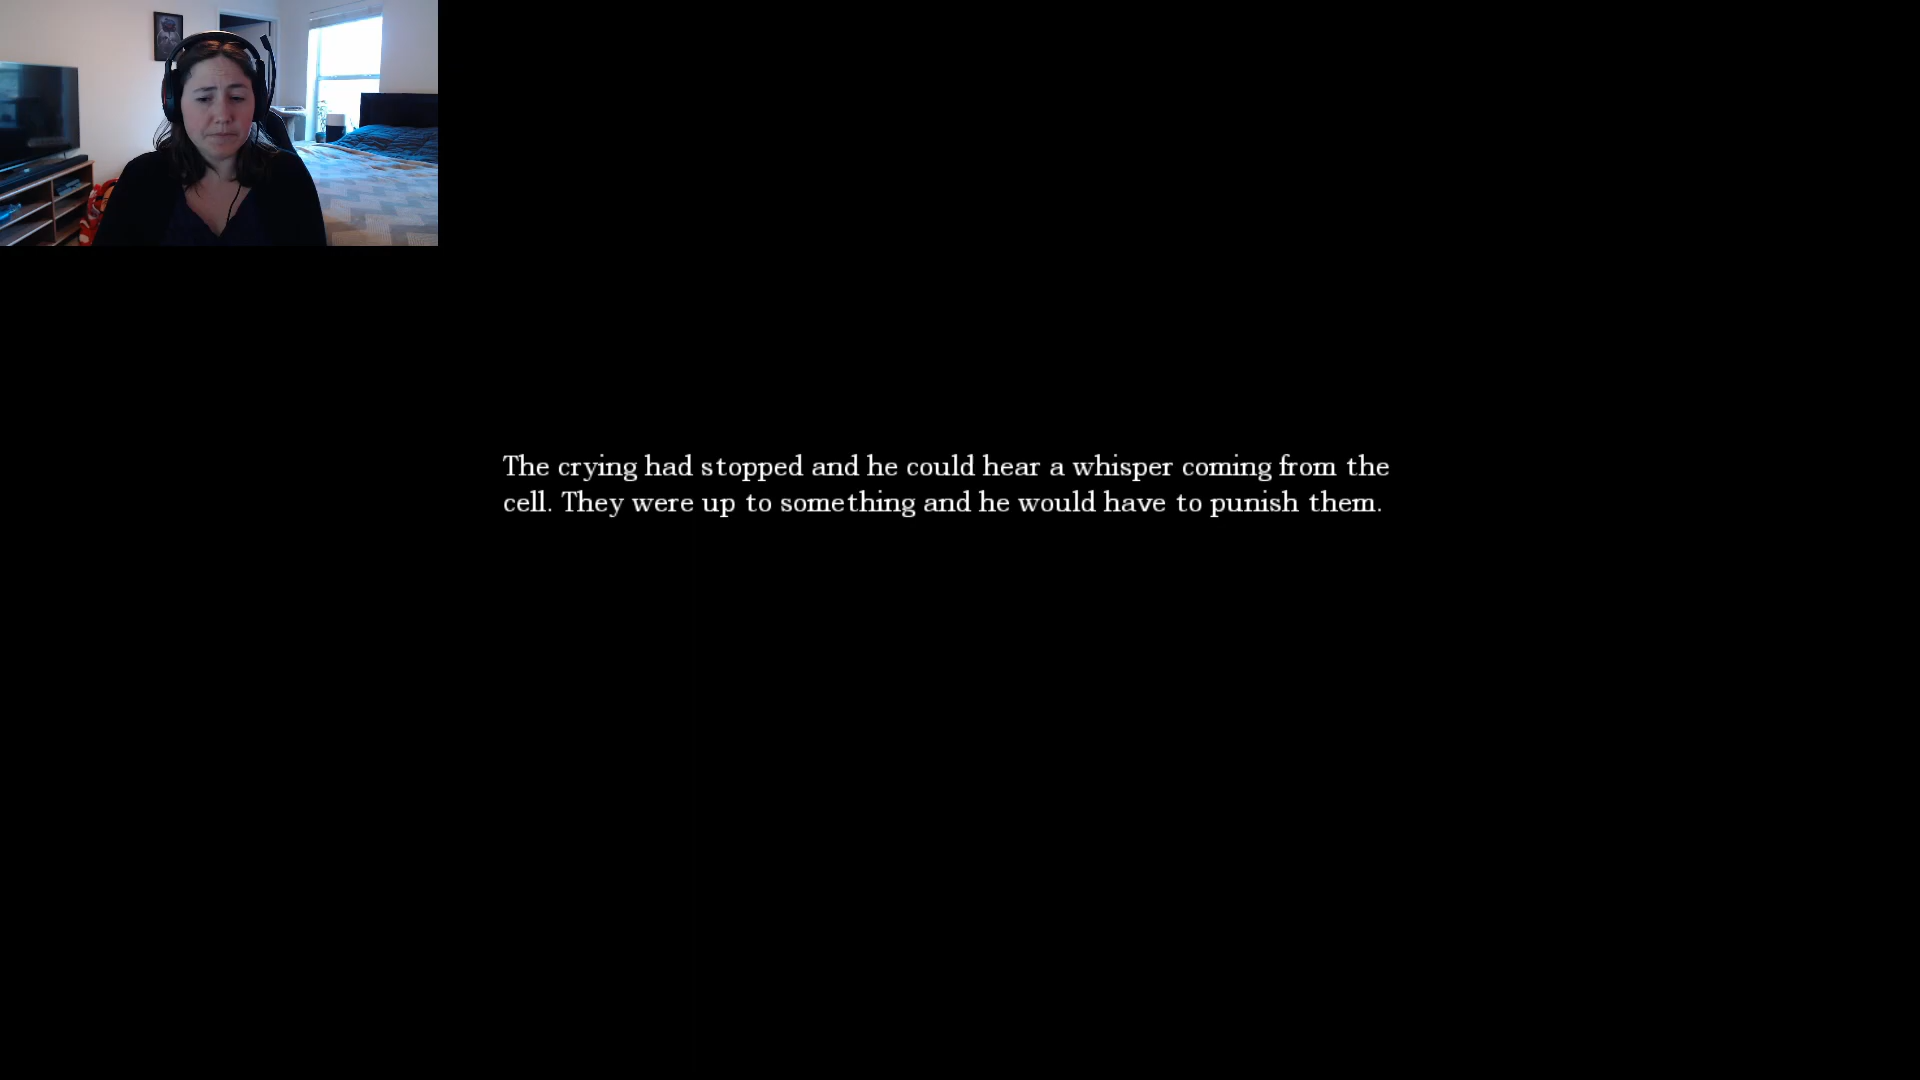 The crying had stopped and he could hear a whisper coming from the
cell. They were up to something and he would have to punish them.